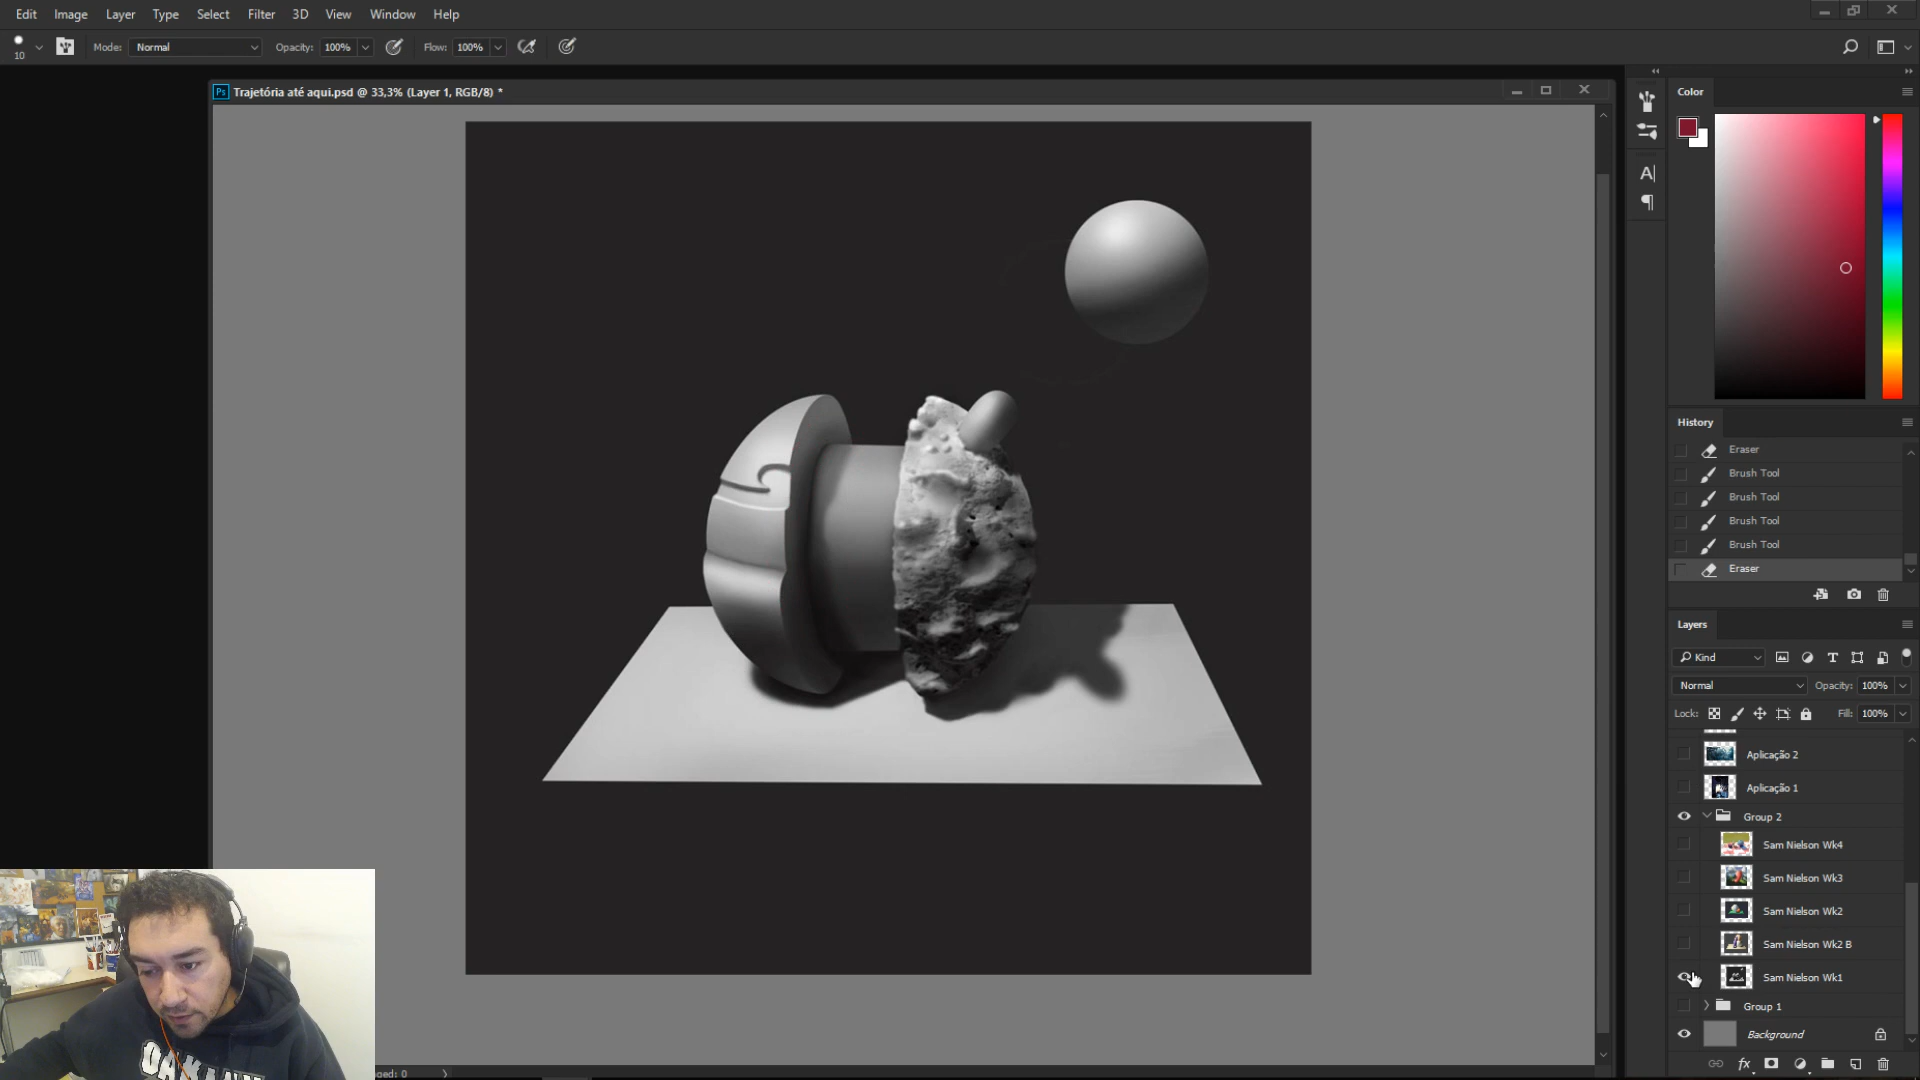 Edit Image Layer Type Select Filter 3D View Window Help
10 Mode: Normal Opacity: 100% Flow: 100%
Ps Trajetória até aqui.psd @ 33,3% (Layer 1, RGB/8) *
Color
A|
History
Eraser
Brush Tool
Brush Tool
Brush Tool
Brush Tool
Eraser
Layers
Kind
Normal Opacity: 100%
Lock: Fill: 100%
Aplicação 2
Aplicação 1
Group 2
Sam Nielson Wk4
Sam Nielson Wk3
Sam Nielson Wk2
Sam Nielson Wk2 B
Sam Nielson Wk1
Group 1
Background
fx